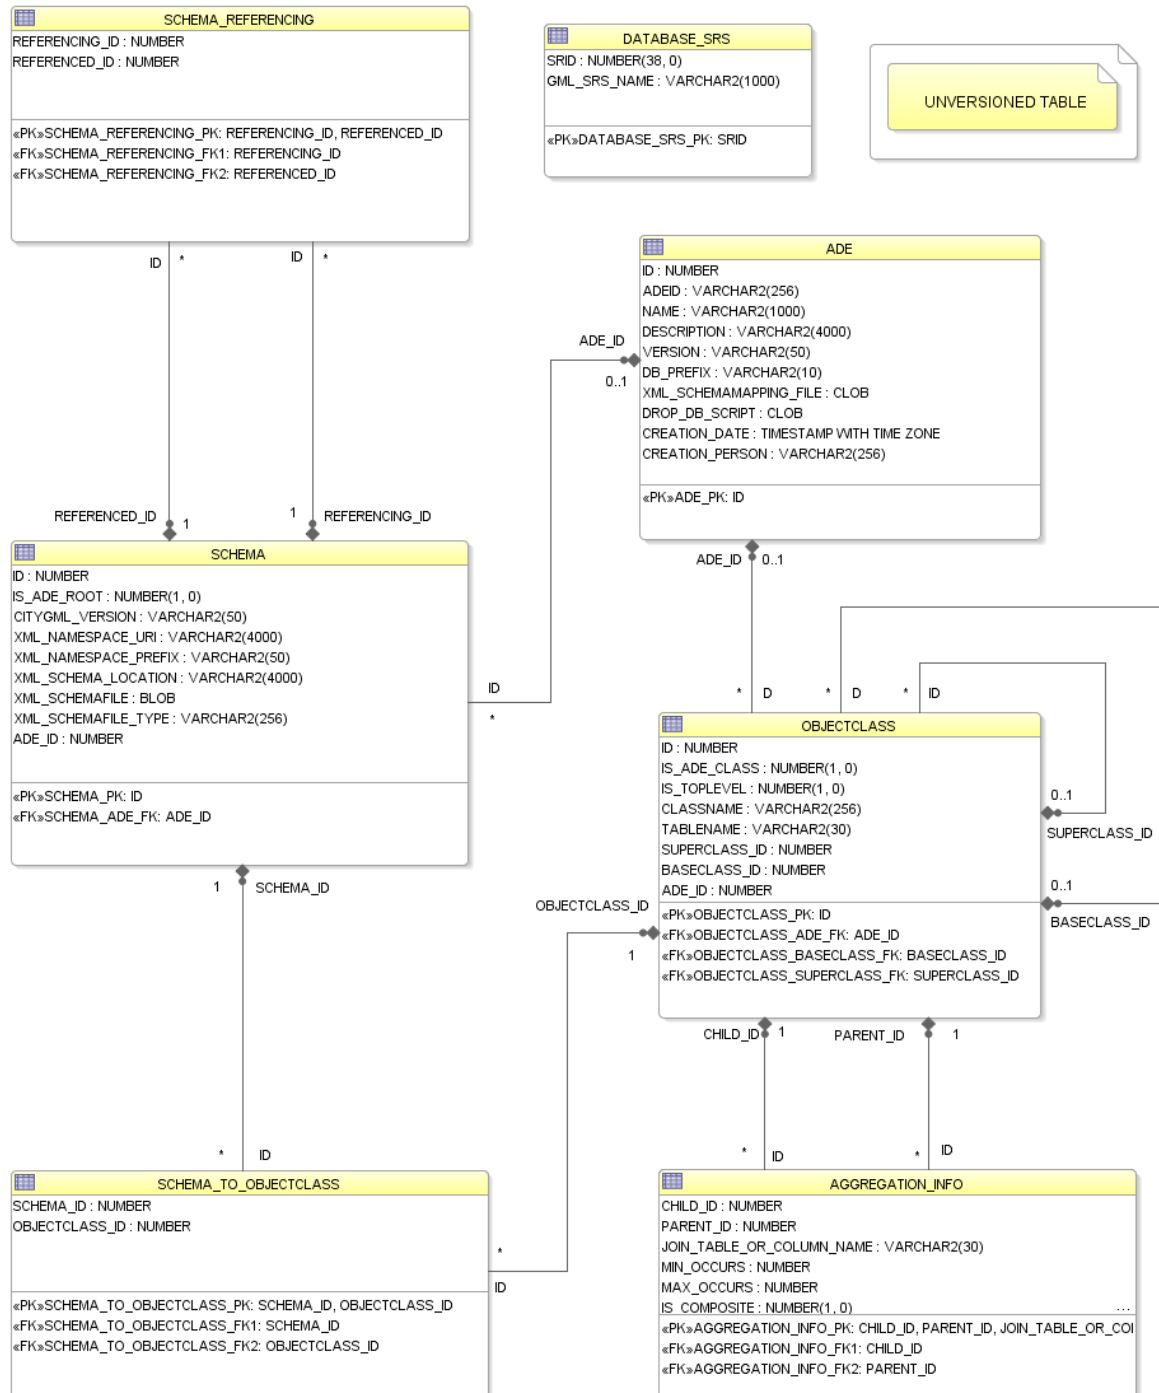 SCHEMA_REFERENCING
REFERENCING_ID : NUMBER
REFERENCED_ID : NUMBER
«PK»SCHEMA_REFERENCING_PK: REFERENCING_ID, REFERENCED_ID
«FK»SCHEMA_REFERENCING_FK1: REFERENCING_ID
«FK»SCHEMA_REFERENCING_FK2: REFERENCED_ID
DATABASE_SRS
SRID : NUMBER(38, 0)
GML_SRS_NAME : VARCHAR2(1000)
«PK»DATABASE_SRS_PK: SRID
UNVERSIONED TABLE
ID *
ID *
ADE
ID : NUMBER
ADEID : VARCHAR2(256)
NAME : VARCHAR2(1000)
DESCRIPTION : VARCHAR2(4000)
VERSION : VARCHAR2(50)
DB_PREFIX : VARCHAR2(10)
XML_SCHEMAMAPPING_FILE : CLOB
DROP_DB_SCRIPT : CLOB
CREATION_DATE : TIMESTAMP WITH TIME ZONE
CREATION_PERSON : VARCHAR2(256)
«PK»ADE_PK: ID
ADE_ID
0..1
REFERENCED_ID 1
1 REFERENCING_ID
ADE_ID 0..1
SCHEMA
ID : NUMBER
IS_ADE_ROOT : NUMBER(1, 0)
CITYGML_VERSION : VARCHAR2(50)
XML_NAMESPACE_URI : VARCHAR2(4000)
XML_NAMESPACE_PREFIX : VARCHAR2(50)
XML_SCHEMA_LOCATION : VARCHAR2(4000)
XML_SCHEMAFILE : BLOB
XML_SCHEMAFILE_TYPE : VARCHAR2(256)
ADE_ID : NUMBER
«PK»SCHEMA_PK: ID
«FK»SCHEMA_ADE_FK: ADE_ID
ID
*
* D
* D
* ID
OBJECTCLASS
ID : NUMBER
IS_ADE_CLASS : NUMBER(1, 0)
IS_TOPLEVEL : NUMBER(1, 0)
CLASSNAME : VARCHAR2(256)
TABLENAME : VARCHAR2(30)
SUPERCLASS_ID : NUMBER
BASECLASS_ID : NUMBER
ADE_ID : NUMBER
«PK»OBJECTCLASS_PK: ID
«FK»OBJECTCLASS_ADE_FK: ADE_ID
«FK»OBJECTCLASS_BASECLASS_FK: BASECLASS_ID
«FK»OBJECTCLASS_SUPERCLASS_FK: SUPERCLASS_ID
0..1
SUPERCLASS_ID
0..1
BASECLASS_ID
1 SCHEMA_ID
OBJECTCLASS_ID
1
CHILD_ID 1
PARENT_ID 1
* ID
* ID
* ID
SCHEMA_TO_OBJECTCLASS
SCHEMA_ID : NUMBER
OBJECTCLASS_ID : NUMBER
«PK»SCHEMA_TO_OBJECTCLASS_PK: SCHEMA_ID, OBJECTCLASS_ID
«FK»SCHEMA_TO_OBJECTCLASS_FK1: SCHEMA_ID
«FK»SCHEMA_TO_OBJECTCLASS_FK2: OBJECTCLASS_ID
*
ID
AGGREGATION_INFO
CHILD_ID : NUMBER
PARENT_ID : NUMBER
JOIN_TABLE_OR_COLUMN_NAME : VARCHAR2(30)
MIN_OCCURS : NUMBER
MAX_OCCURS : NUMBER
IS_COMPOSITE : NUMBER(1, 0) ...
«PK»AGGREGATION_INFO_PK: CHILD_ID, PARENT_ID, JOIN_TABLE_OR_COI
«FK»AGGREGATION_INFO_FK1: CHILD_ID
«FK»AGGREGATION_INFO_FK2: PARENT_ID